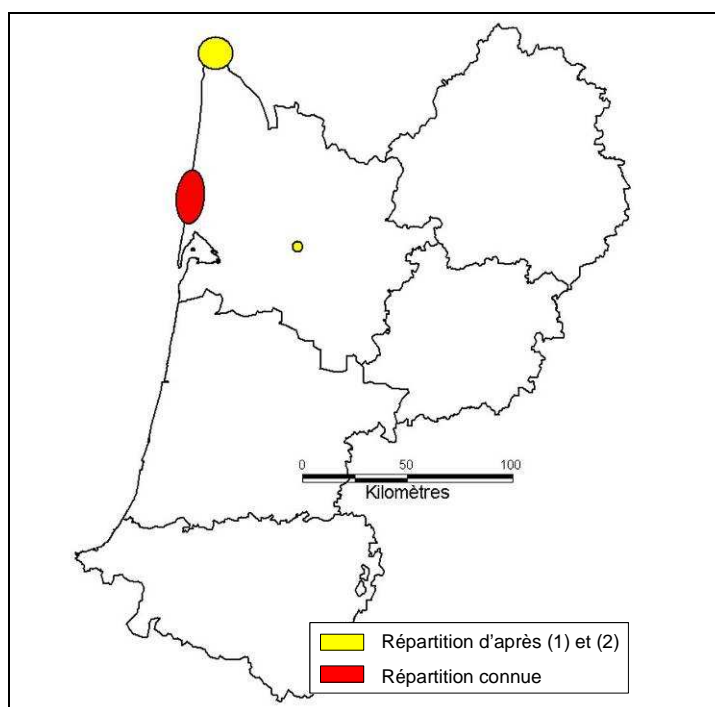 0 50 100
Kilomètres
Répartition d'après (1) et (2)
Répartition connue